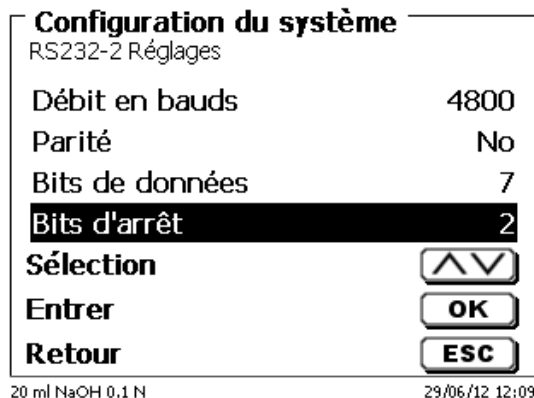 Configuration du système
RS232-2 Réglages
Débit en bauds 4800
Parité No
Bits de données 7
Bits d'arrêt 2
Sélection
Entrer OK
Retour ESC
20 ml NaOH 0.1 N 29/06/12 12:09